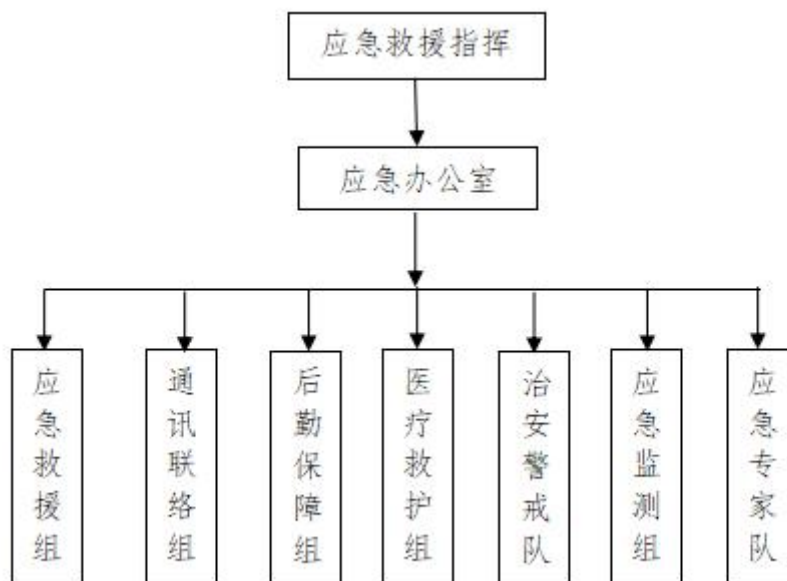 应急救援指挥
应急办公室
应急救援组
通讯联络组
后勤保障组
医疗救护组
治安警戒队
应急监测组
应急专家队